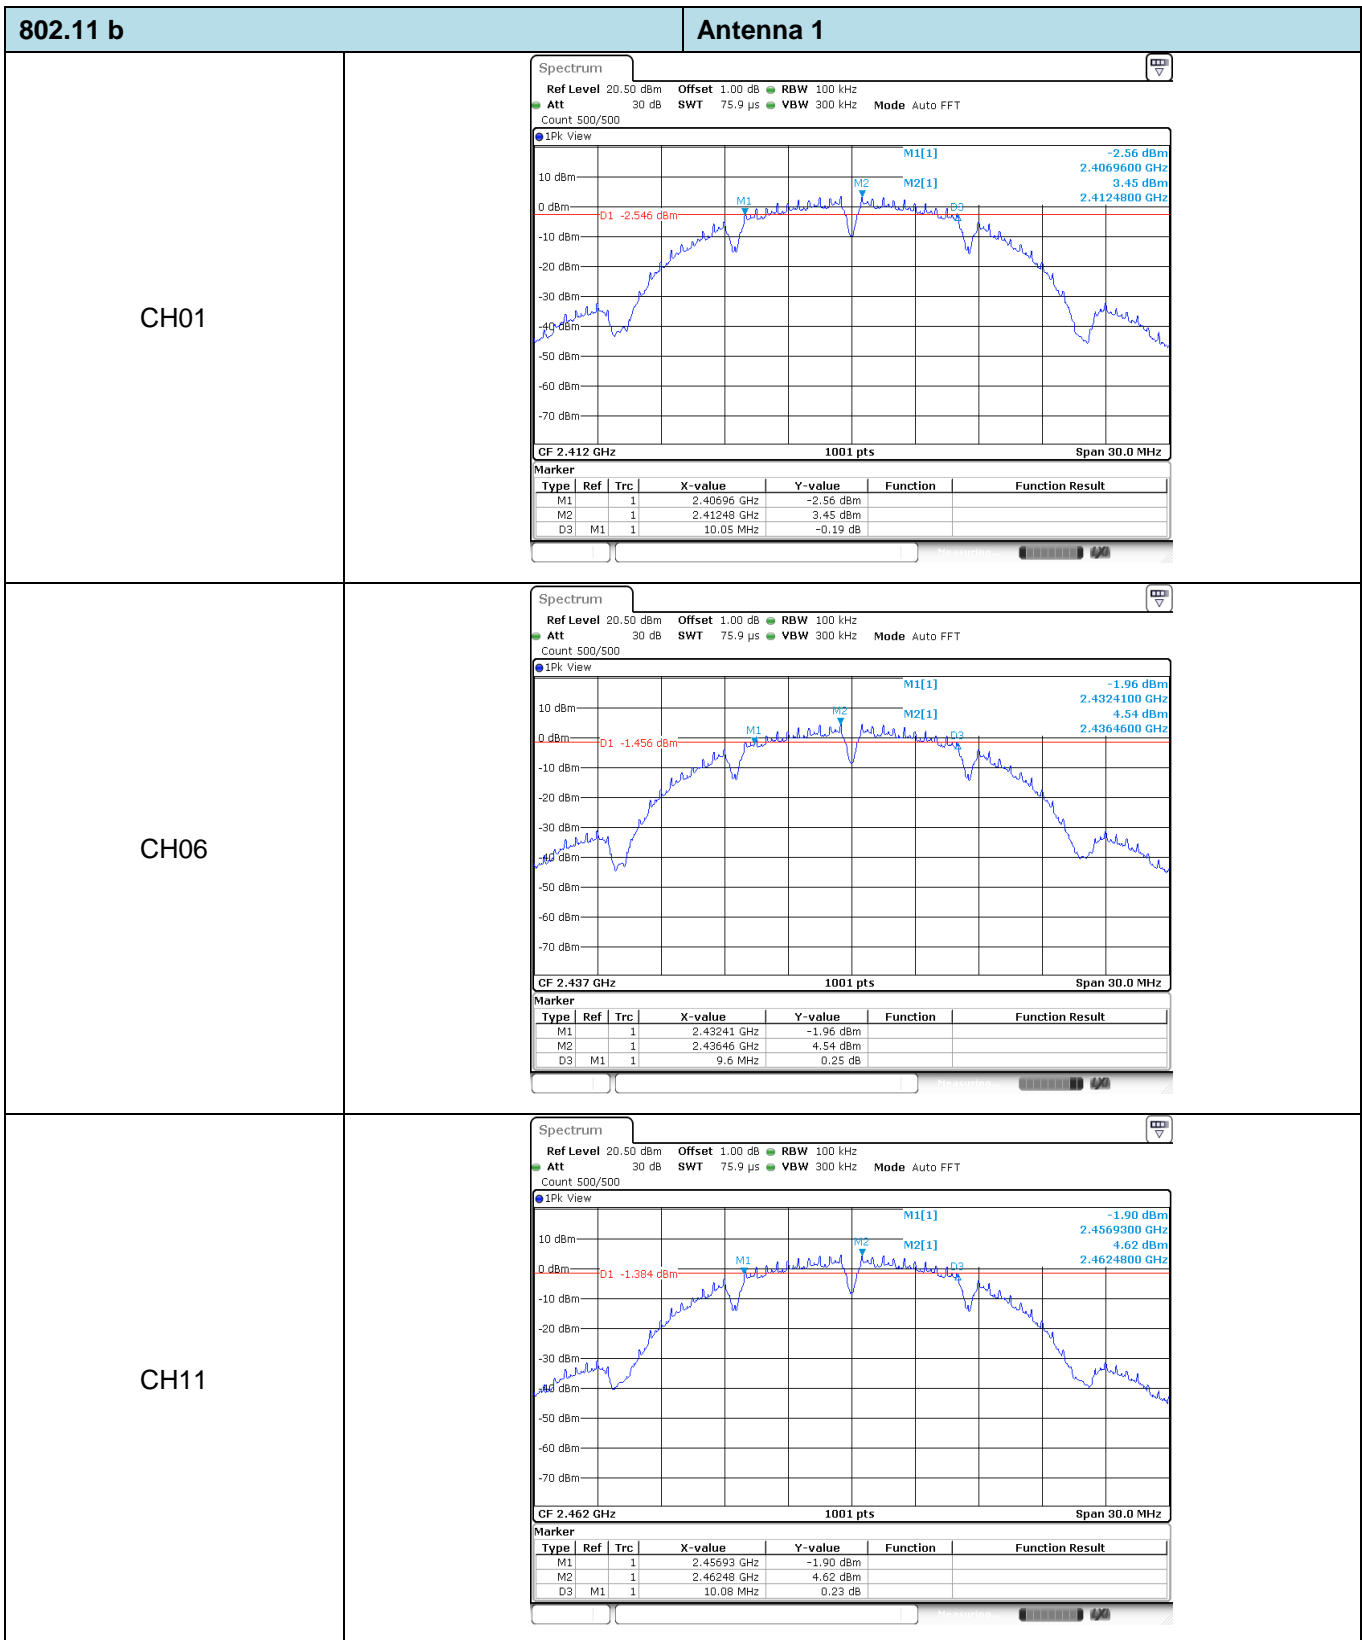 802.11 b Antenna 1
CH01
Spectrum
Ref Level 20.50 dBm Offset 1.00 dB RBW 100 kHz
Att 30 dB SWT 75.9 µs VBW 300 kHz Mode Auto FFT
Count 500/500
1Pk View
M1[1] -2.56 dBm
2.4069600 GHz
10 dBm
M2 M2[1] 3.45 dBm
2.4124800 GHz
M1 D3
0 dBm
D1 -2.546 dBm
-10 dBm
-20 dBm
-30 dBm
-40 dBm
-50 dBm
-60 dBm
-70 dBm
CF 2.412 GHz 1001 pts Span 30.0 MHz
Marker
Type Ref Trc X-value Y-value Function Function Result
M1 1 2.40696 GHz -2.56 dBm
M2 1 2.41248 GHz 3.45 dBm
D3 M1 1 10.05 MHz -0.19 dB
Measuring...
CH06
Spectrum
Ref Level 20.50 dBm Offset 1.00 dB RBW 100 kHz
Att 30 dB SWT 75.9 µs VBW 300 kHz Mode Auto FFT
Count 500/500
1Pk View
M1[1] -1.96 dBm
2.4324100 GHz
10 dBm
M2 M2[1] 4.54 dBm
2.4364600 GHz
M1 D3
0 dBm
D1 -1.456 dBm
-10 dBm
-20 dBm
-30 dBm
-40 dBm
-50 dBm
-60 dBm
-70 dBm
CF 2.437 GHz 1001 pts Span 30.0 MHz
Marker
Type Ref Trc X-value Y-value Function Function Result
M1 1 2.43241 GHz -1.96 dBm
M2 1 2.43646 GHz 4.54 dBm
D3 M1 1 9.6 MHz 0.25 dB
Measuring...
CH11
Spectrum
Ref Level 20.50 dBm Offset 1.00 dB RBW 100 kHz
Att 30 dB SWT 75.9 µs VBW 300 kHz Mode Auto FFT
Count 500/500
1Pk View
M1[1] -1.90 dBm
2.4569300 GHz
10 dBm
M2 M2[1] 4.62 dBm
2.4624800 GHz
M1 D3
0 dBm
D1 -1.384 dBm
-10 dBm
-20 dBm
-30 dBm
-40 dBm
-50 dBm
-60 dBm
-70 dBm
CF 2.462 GHz 1001 pts Span 30.0 MHz
Marker
Type Ref Trc X-value Y-value Function Function Result
M1 1 2.45693 GHz -1.90 dBm
M2 1 2.46248 GHz 4.62 dBm
D3 M1 1 10.08 MHz 0.23 dB
Measuring...